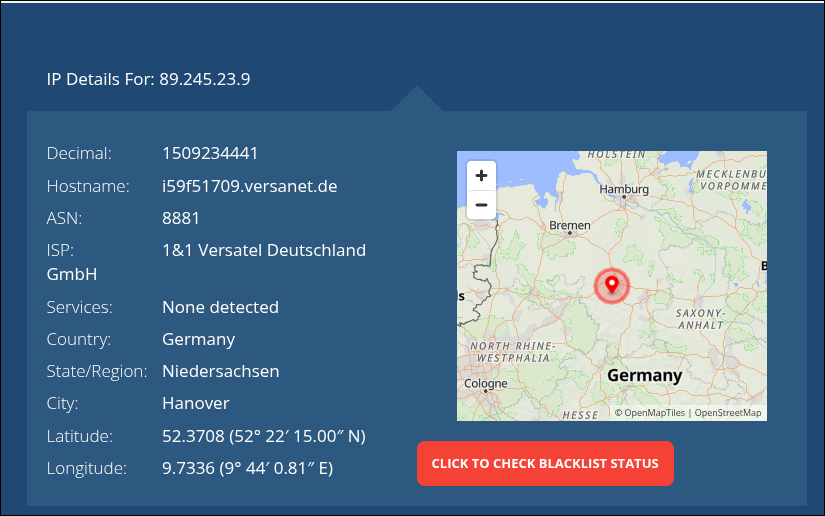 IP Details For: 89.245.23.9
Decimal: 1509234441
Hostname: i59f51709.versanet.de
ASN: 8881
ISP: 1&1 Versatel Deutschland
GmbH
Services: None detected
Country: Germany
State/Region: Niedersachsen
City: Hanover
Latitude: 52.3708 (52° 22′ 15.00″ N)
Longitude: 9.7336 (9° 44′ 0.81″ E)
+
−
HOLSTEIN
MECKLENBU
VORPOMME
Hamburg
Bremen
B
s
SAXONY-
ANHALT
NORTH RHINE-
WESTPHALIA
Germany
Cologne
HESSE
© OpenMapTiles | OpenStreetMap
CLICK TO CHECK BLACKLIST STATUS